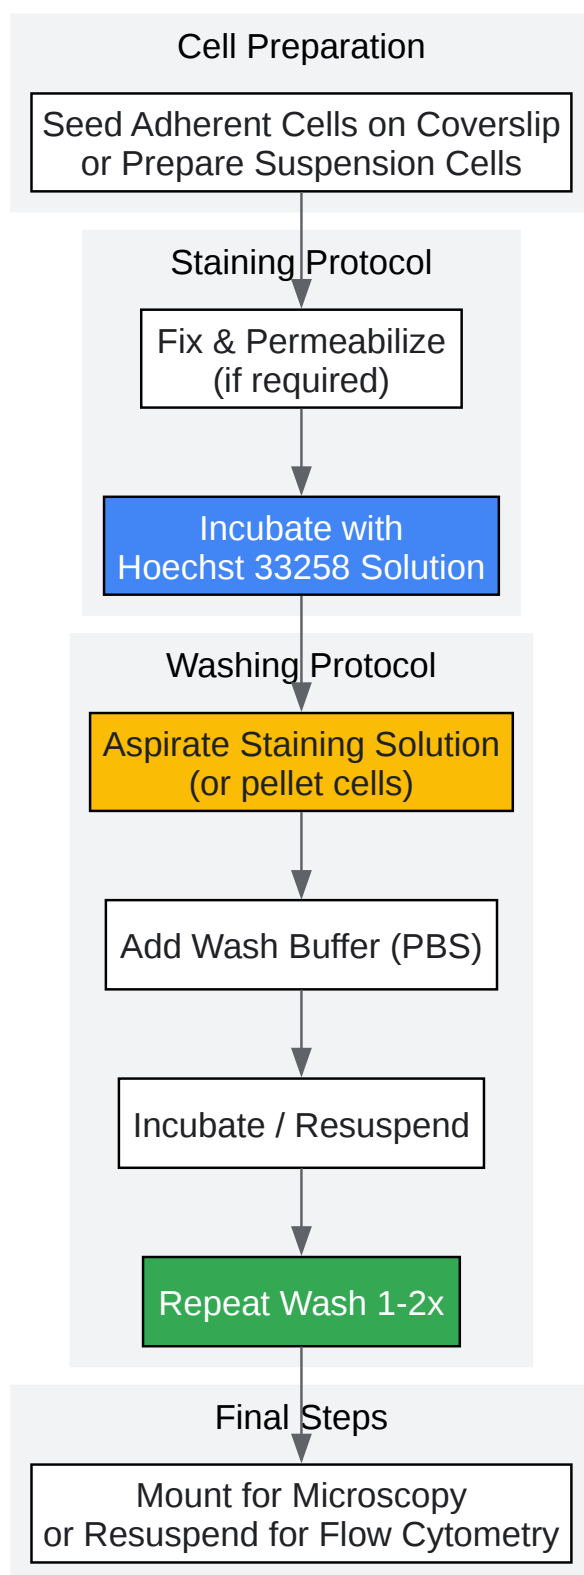 Cell Preparation
Seed Adherent Cells on Coverslip
or Prepare Suspension Cells
Staining Protocol
Fix & Permeabilize
(if required)
Incubate with
Hoechst 33258 Solution
Washing Protocol
Aspirate Staining Solution
(or pellet cells)
Add Wash Buffer (PBS)
Incubate / Resuspend
Repeat Wash 1-2x
Final Steps
Mount for Microscopy
or Resuspend for Flow Cytometry